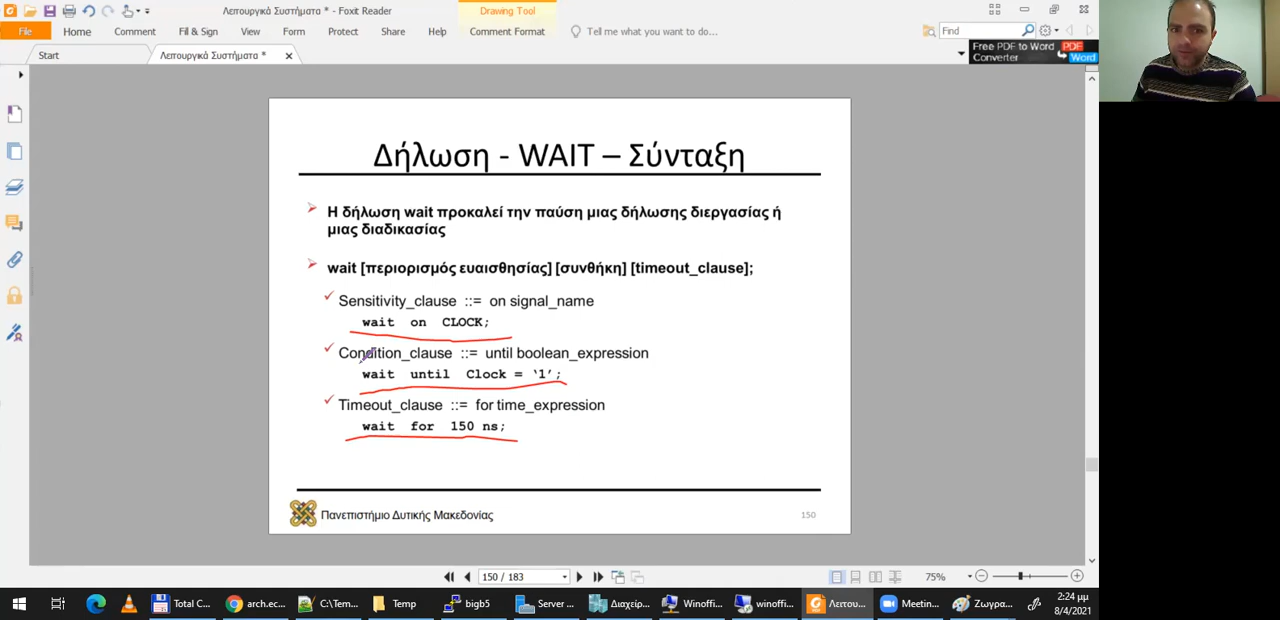 Λειτουργικά Συστήματα * - Foxit Reader
Drawing Tool
File Home Comment Fill & Sign View Form Protect Share Help Comment Format Tell me what you want to do... Find
Start Λειτουργικά Συστήματα *
Free PDF to Word Converter PDF Word
Δήλωση - WAIT – Σύνταξη
Η δήλωση wait προκαλεί την παύση μιας δήλωσης διεργασίας ή
μιας διαδικασίας
wait [περιορισμός ευαισθησίας] [συνθήκη] [timeout_clause];
Sensitivity_clause ::= on signal_name
wait on CLOCK;
Condition_clause ::= until boolean_expression
wait until Clock = ‘1’;
Timeout_clause ::= for time_expression
wait for 150 ns;
Πανεπιστήμιο Δυτικής Μακεδονίας 150
150 / 183 75%
Total C... arch.ec... C:\Tem... Temp bigb5 Server ... Διαχείρ... Winoffi... winoffi... Λειτου... Meetin... Ζωγρα...
2:24 μμ
8/4/2021